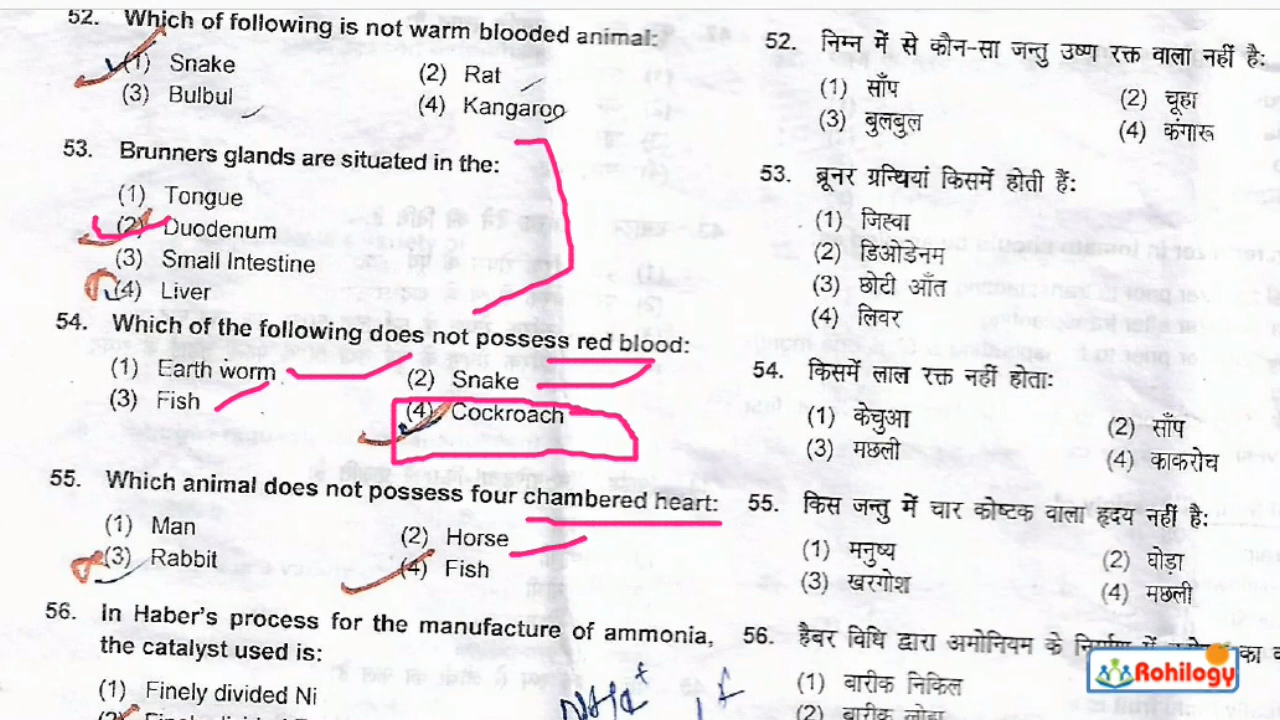 52. Which of following is not warm blooded animal:
(1) Snake (2) Rat
(3) Bulbul (4) Kangaroo
53. Brunners glands are situated in the:
(1) Tongue
(2) Duodenum
(3) Small Intestine
(4) Liver
54. Which of the following does not possess red blood:
(1) Earth worm (2) Snake
(3) Fish (4) Cockroach
55. Which animal does not possess four chambered heart:
(1) Man (2) Horse
(3) Rabbit (4) Fish
56. In Haber's process for the manufacture of ammonia,
the catalyst used is:
(1) Finely divided Ni
52. निम्न में से कौन-सा जन्तु उष्ण रक्त वाला नहीं है:
(1) साँप (2) चूहा
(3) बुलबुल (4) कंगारू
53. ब्रूनर ग्रन्थियां किसमें होती हैं:
(1) जिह्वा
(2) डिओडेनम
(3) छोटी आँत
(4) लिवर
54. किसमें लाल रक्त नहीं होताः
(1) केचुआ (2) साँप
(3) मछली (4) काकरोच
55. किस जन्तु में चार कोष्टक वाला हृदय नहीं है:
(1) मनुष्य (2) घोड़ा
(3) खरगोश (4) मछली
56. हैबर विधि द्वारा अमोनियम के निर्माण में
(1) बारीक निकिल
(2) बारीक लोहा
Rohilogy